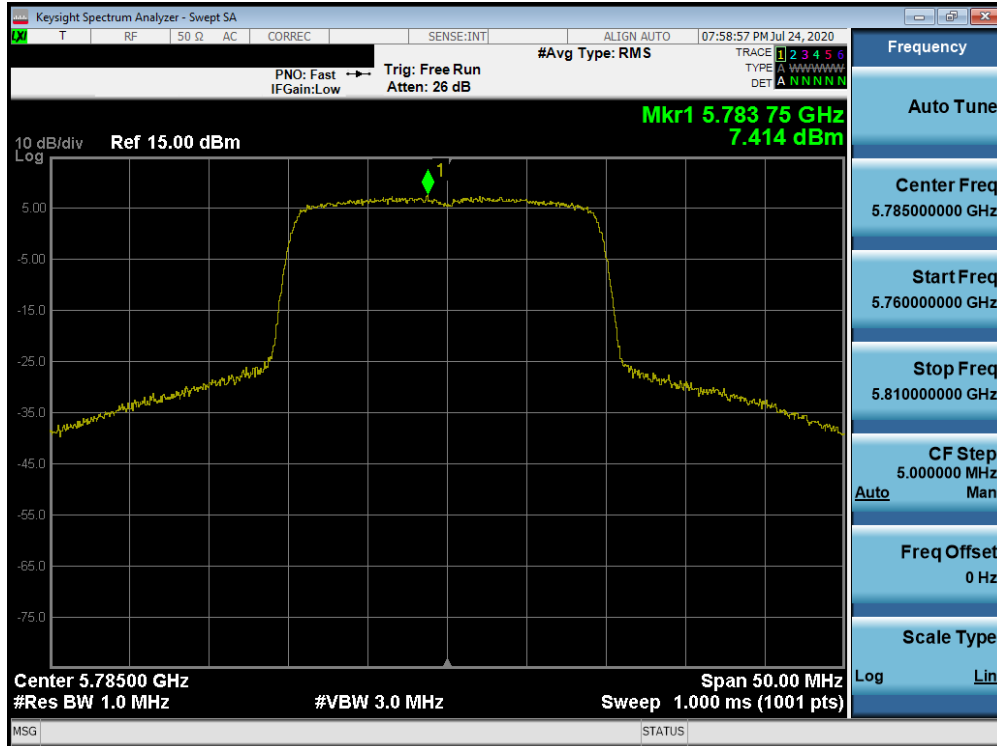 Keysight Spectrum Analyzer - Swept SA
LXI T RF 50 Ω AC CORREC SENSE:INT ALIGN AUTO 07:58:57 PM Jul 24, 2020
#Avg Type: RMS
TRACE 1 2 3 4 5 6
TYPE A WWWWW
DET A N N N N N
PNO: Fast
IFGain:Low
Trig: Free Run
Atten: 26 dB
Mkr1 5.783 75 GHz
7.414 dBm
10 dB/div
Log
Ref 15.00 dBm
1
5.00
-5.00
-15.0
-25.0
-35.0
-45.0
-55.0
-65.0
-75.0
Center 5.78500 GHz
Span 50.00 MHz
#Res BW 1.0 MHz
#VBW 3.0 MHz
Sweep 1.000 ms (1001 pts)
MSG
STATUS
Frequency
Auto Tune
Center Freq
5.785000000 GHz
Start Freq
5.760000000 GHz
Stop Freq
5.810000000 GHz
CF Step
5.000000 MHz
Auto Man
Freq Offset
0 Hz
Scale Type
Log Lin